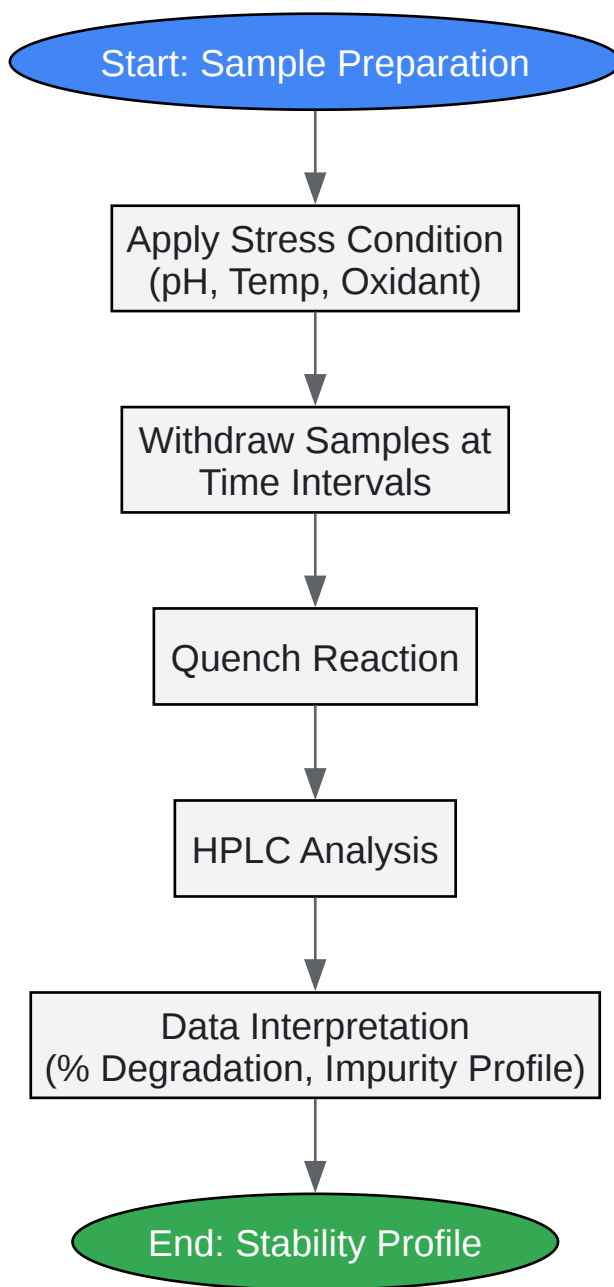 Start: Sample Preparation
Apply Stress Condition
(pH, Temp, Oxidant)
Withdraw Samples at
Time Intervals
Quench Reaction
HPLC Analysis
Data Interpretation
(% Degradation, Impurity Profile)
End: Stability Profile